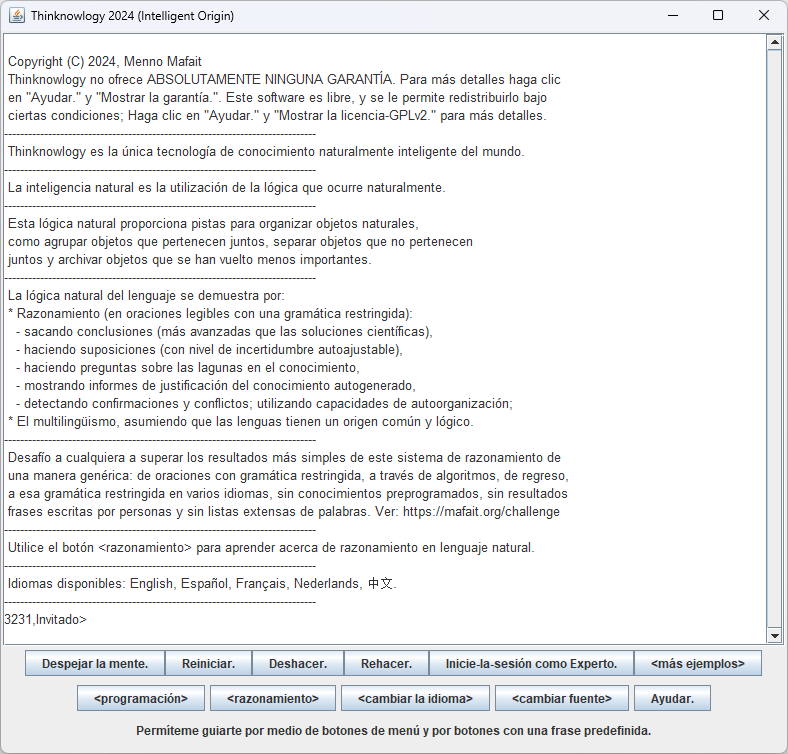 Thinknowlogy 2024 (Intelligent Origin)
Copyright (C) 2024, Menno Mafait
Thinknowlogy no ofrece ABSOLUTAMENTE NINGUNA GARANTÍA. Para más detalles haga clic
en "Ayudar." y "Mostrar la garantía.". Este software es libre, y se le permite redistribuirlo bajo
ciertas condiciones; Haga clic en "Ayudar." y "Mostrar la licencia-GPLv2." para más detalles.
Thinknowlogy es la única tecnología de conocimiento naturalmente inteligente del mundo.
La inteligencia natural es la utilización de la lógica que ocurre naturalmente.
Esta lógica natural proporciona pistas para organizar objetos naturales,
como agrupar objetos que pertenecen juntos, separar objetos que no pertenecen
juntos y archivar objetos que se han vuelto menos importantes.
La lógica natural del lenguaje se demuestra por:
* Razonamiento (en oraciones legibles con una gramática restringida):
- sacando conclusiones (más avanzadas que las soluciones científicas),
- haciendo suposiciones (con nivel de incertidumbre autoajustable),
- haciendo preguntas sobre las lagunas en el conocimiento,
- mostrando informes de justificación del conocimiento autogenerado,
- detectando confirmaciones y conflictos; utilizando capacidades de autoorganización;
* El multilingüismo, asumiendo que las lenguas tienen un origen común y lógico.
Desafío a cualquiera a superar los resultados más simples de este sistema de razonamiento de
una manera genérica: de oraciones con gramática restringida, a través de algoritmos, de regreso,
a esa gramática restringida en varios idiomas, sin conocimientos preprogramados, sin resultados
frases escritas por personas y sin listas extensas de palabras. Ver: https://mafait.org/challenge
Utilice el botón <razonamiento> para aprender acerca de razonamiento en lenguaje natural.
Idiomas disponibles: English, Español, Français, Nederlands, 中文.
3231,Invitado>
Despejar la mente. Reiniciar. Deshacer. Rehacer. Inicie-la-sesión como Experto. <más ejemplos>
<programación> <razonamiento> <cambiar la idioma> <cambiar fuente> Ayudar.
Permíteme guiarte por medio de botones de menú y por botones con una frase predefinida.